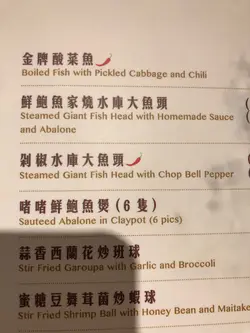 金牌酸菜魚
Boiled Fish with Pickled Cabbage and Chili
鮮鮑魚家燒水庫大魚頭
Steamed Giant Fish Head with Homemade Sauce
and Abalone
剁椒水庫大魚頭
Steamed Giant Fish Head with Chop Bell Pepper
啫啫鮮鮑魚煲(6隻)
Sauteed Abalone in Claypot (6 pics)
蒜香西蘭花炒班球
Stir Fried Garoupa with Garlic and Broccoli
蜜糖豆舞茸菌炒蝦球
Stir Fried Shrimp Ball with Honey Bean and Maitake